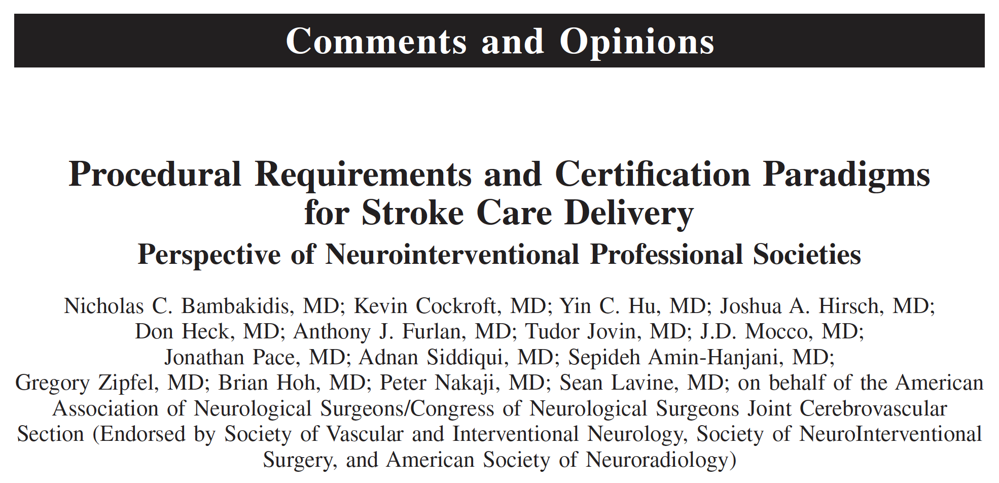 Comments and Opinions
Procedural Requirements and Certification Paradigms
for Stroke Care Delivery
Perspective of Neurointerventional Professional Societies
Nicholas C. Bambakidis, MD; Kevin Cockroft, MD; Yin C. Hu, MD; Joshua A. Hirsch, MD;
Don Heck, MD; Anthony J. Furlan, MD; Tudor Jovin, MD; J.D. Mocco, MD;
Jonathan Pace, MD; Adnan Siddiqui, MD; Sepideh Amin-Hanjani, MD;
Gregory Zipfel, MD; Brian Hoh, MD; Peter Nakaji, MD; Sean Lavine, MD; on behalf of the American
Association of Neurological Surgeons/Congress of Neurological Surgeons Joint Cerebrovascular
Section (Endorsed by Society of Vascular and Interventional Neurology, Society of NeuroInterventional
Surgery, and American Society of Neuroradiology)